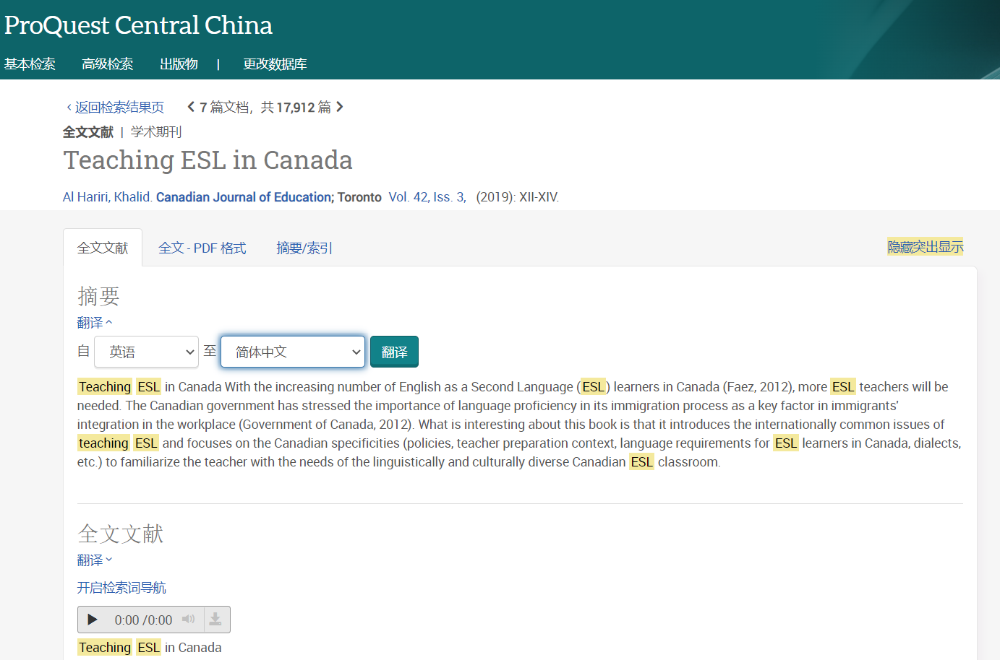 ProQuest Central China
基本检索 高级检索 出版物 | 更改数据库
‹ 返回检索结果页 7 篇文档，共 17,912 篇
全文文献 | 学术期刊
Teaching ESL in Canada
Al Hariri, Khalid. Canadian Journal of Education; Toronto Vol. 42, Iss. 3, (2019): XII-XIV.
全文文献 全文 - PDF 格式 摘要/索引 隐藏突出显示
摘要
翻译
自 英语 至 简体中文 翻译
Teaching ESL in Canada With the increasing number of English as a Second Language (ESL) learners in Canada (Faez, 2012), more ESL teachers will be
needed. The Canadian government has stressed the importance of language proficiency in its immigration process as a key factor in immigrants'
integration in the workplace (Government of Canada, 2012). What is interesting about this book is that it introduces the internationally common issues of
teaching ESL and focuses on the Canadian specificities (policies, teacher preparation context, language requirements for ESL learners in Canada, dialects,
etc.) to familiarize the teacher with the needs of the linguistically and culturally diverse Canadian ESL classroom.
全文文献
翻译
开启检索词导航
0:00 /0:00
Teaching ESL in Canada